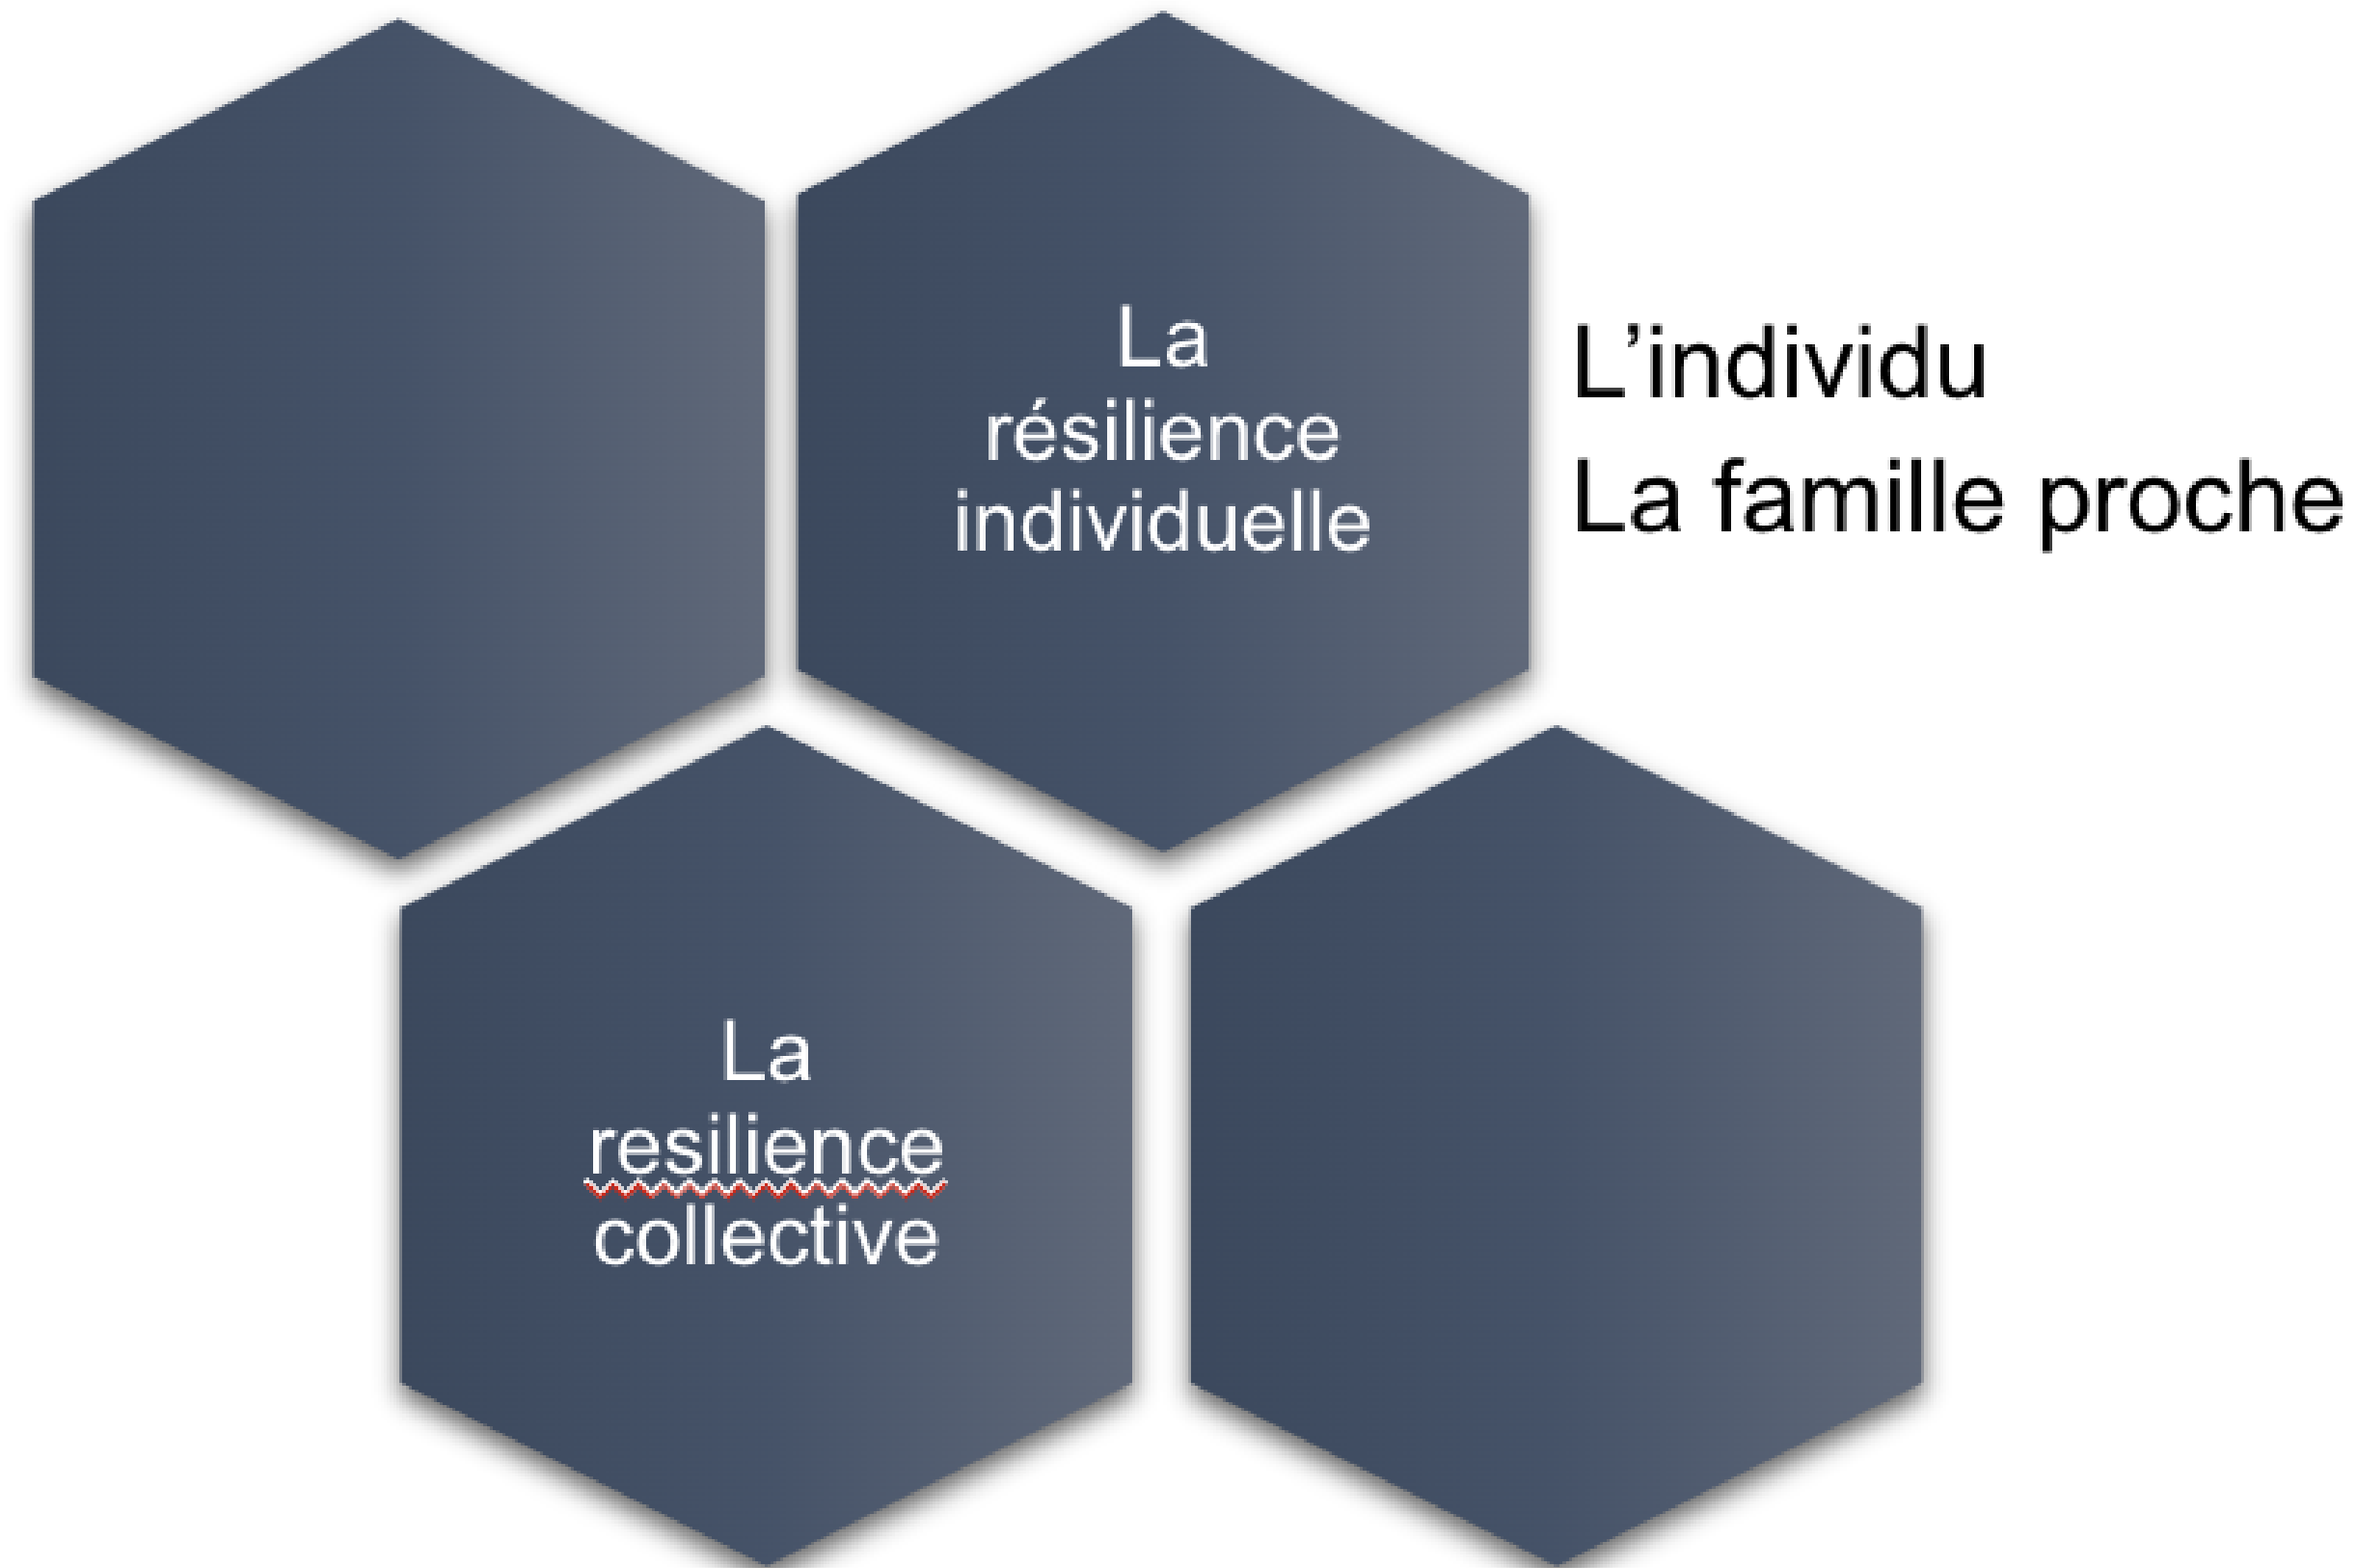 La
résilience
individuelle
L’individu
La famille proche
La
resilience
collective